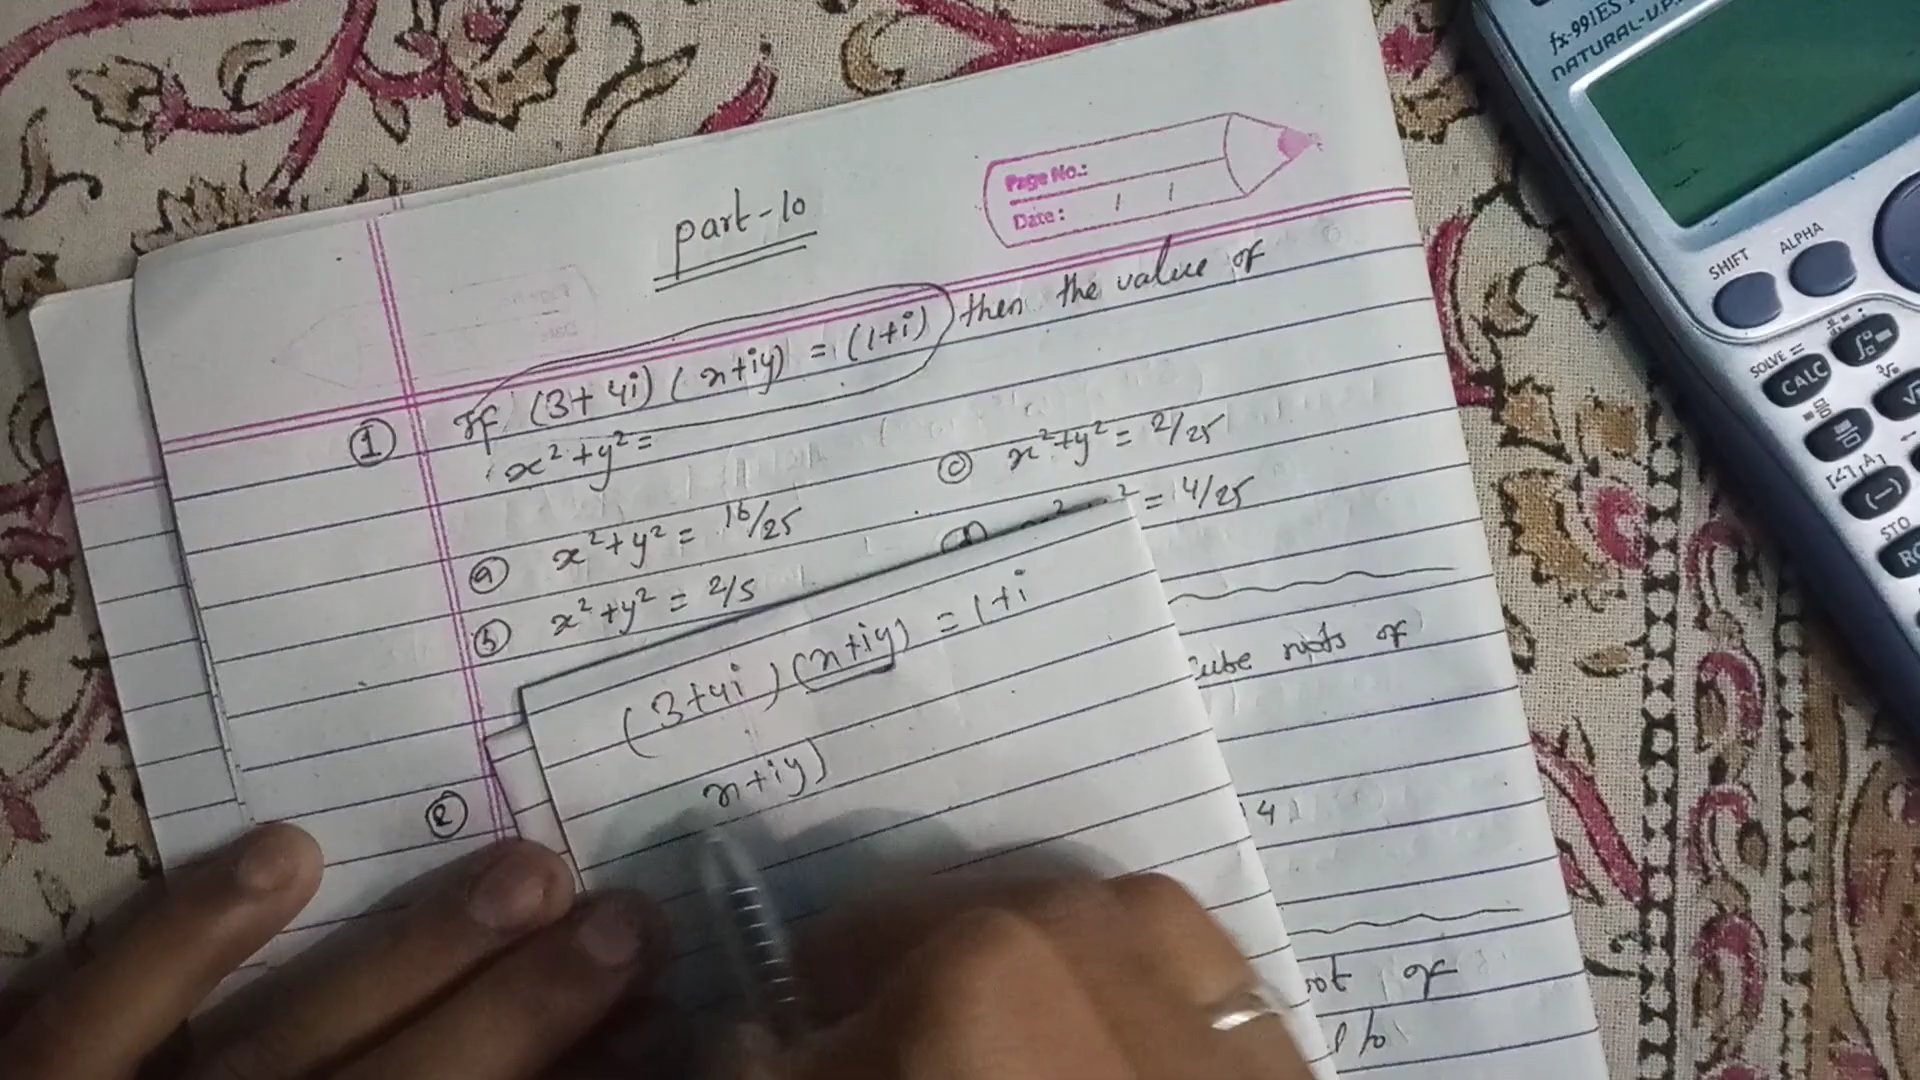 part-10
Page No.:
Date: / /
① If (3+4i) (x+iy) = (1+i) then the value of
x²+y² =
ⓐ x²+y² = 16/25
ⓒ x²+y² = 2/25
ⓑ x²+y² = 2/5
ⓓ = 14/25
(3+4i) (x+iy) = 1+i
x+iy)
Cube roots of
②
4
of
fx-991ES
NATURAL-V.P.
SHIFT
ALPHA
SOLVE =
CALC
(−)
STO